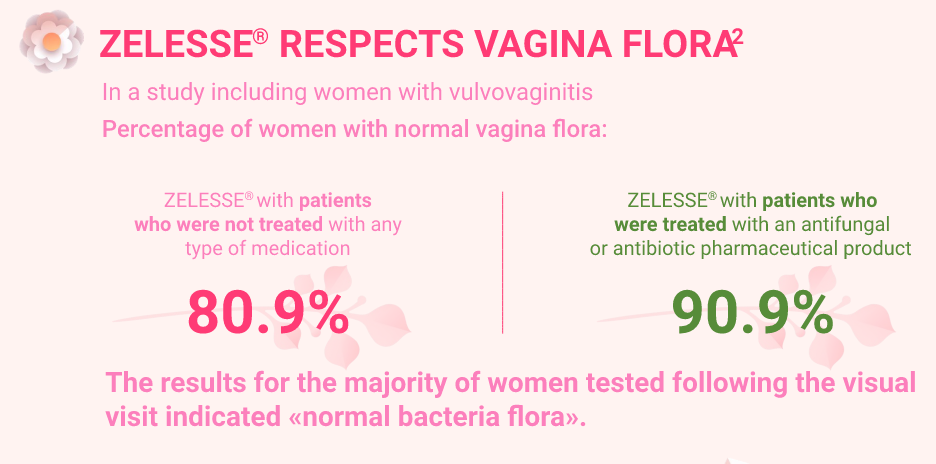 ZELESSE® RESPECTS VAGINA FLORA²
In a study including women with vulvovaginitis
Percentage of women with normal vagina flora:
ZELESSE® with patients
who were not treated with any
type of medication
80.9%
ZELESSE® with patients who
were treated with an antifungal
or antibiotic pharmaceutical product
90.9%
The results for the majority of women tested following the visual
visit indicated «normal bacteria flora».